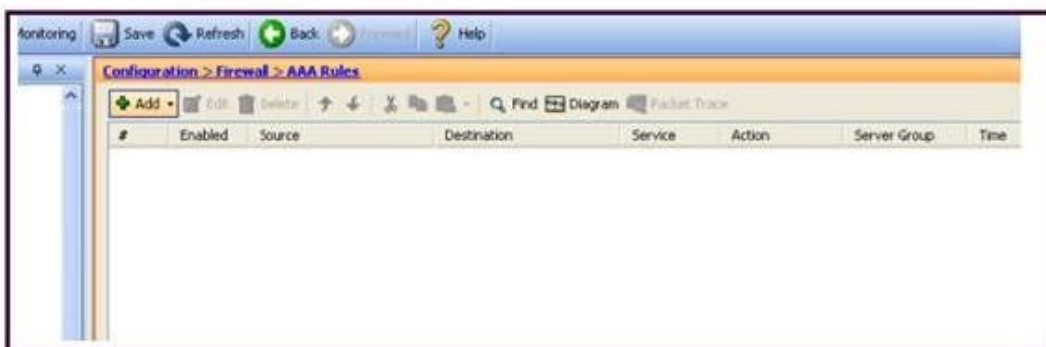 Monitoring Save Refresh Back Forward Help
Configuration > Firewall > AAA Rules
Add Edit Delete Find Diagram Packet Trace
# Enabled Source Destination Service Action Server Group Time